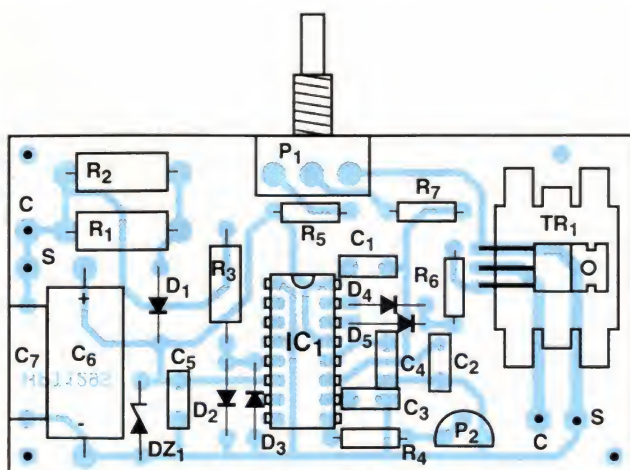 P1
R2
R7
C
TR1
R1
R5
C1
S
R3
R6
D1
D4
+
IC1
D5
C7
C6
C5
C4
C2
D2
D3
C3
-
P2
S
DZ1
R4
C